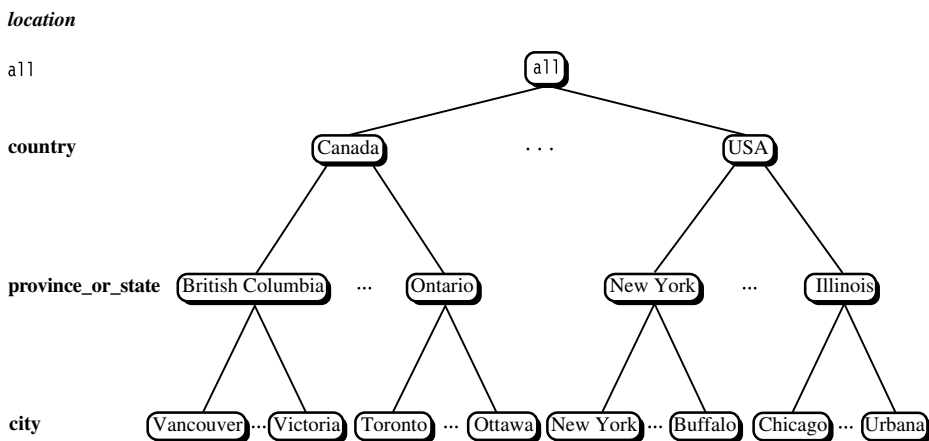 location
all all
country Canada . . . USA
province_or_state British Columbia ... Ontario New York ... Illinois
city Vancouver ... Victoria Toronto ... Ottawa New York ... Buffalo Chicago ... Urbana